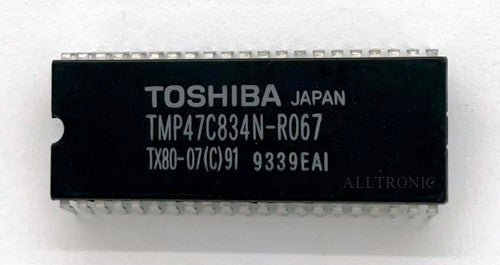 TOSHIBA JAPAN
TMP47C834N-R067
TX80-07(C)91 9339EAI
ALLTRONIC